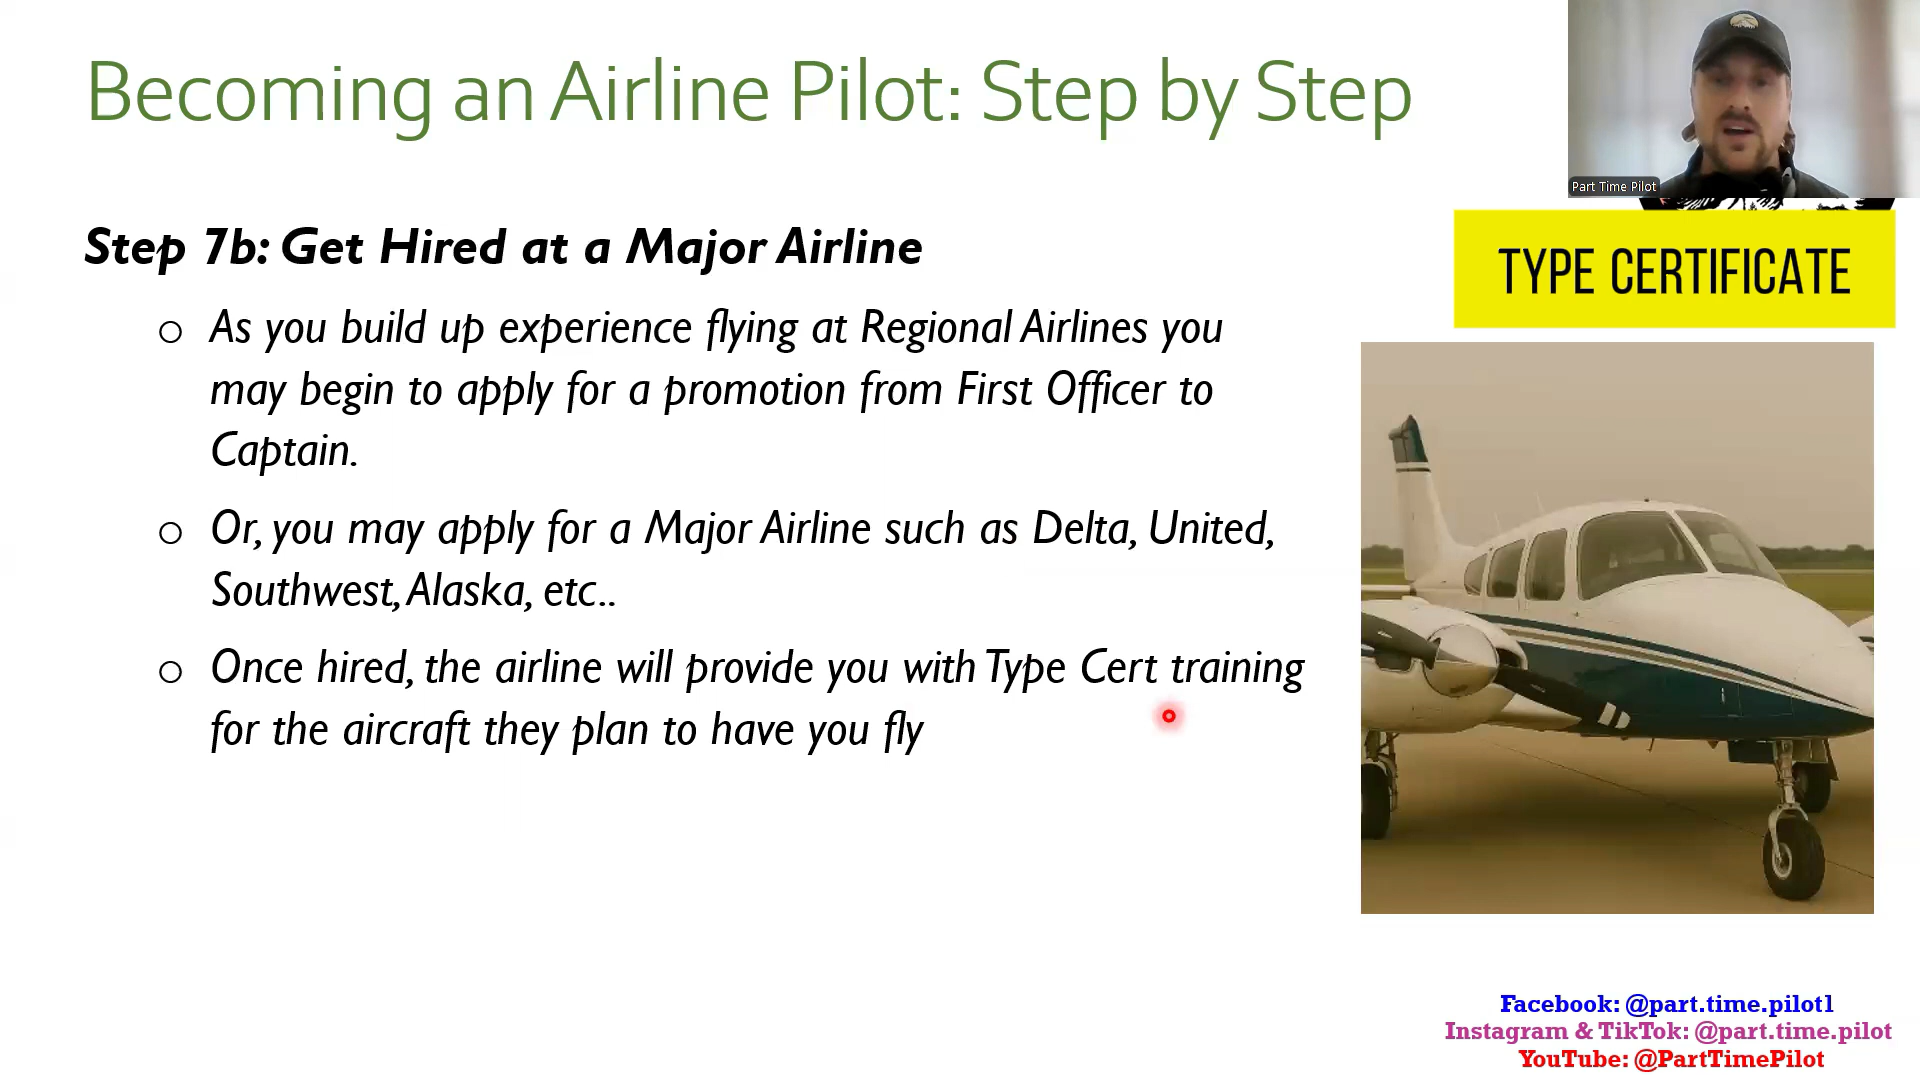 Becoming an Airline Pilot: Step by Step
Part Time Pilot
Step 7b: Get Hired at a Major Airline
TYPE CERTIFICATE
o As you build up experience flying at Regional Airlines you
may begin to apply for a promotion from First Officer to
Captain.
o Or, you may apply for a Major Airline such as Delta, United,
Southwest, Alaska, etc..
o Once hired, the airline will provide you with Type Cert training
for the aircraft they plan to have you fly
Facebook: @part.time.pilot1
Instagram & TikTok: @part.time.pilot
YouTube: @PartTimePilot